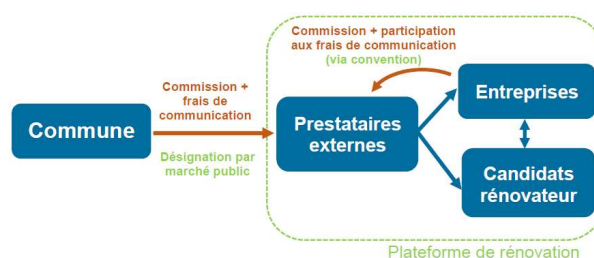 Commission + participation
aux frais de communication
(via convention)
Commission +
frais de
communication
Entreprises
Commune
Prestataires
externes
Désignation par
marché public
Candidats
rénovateur
Plateforme de rénovation